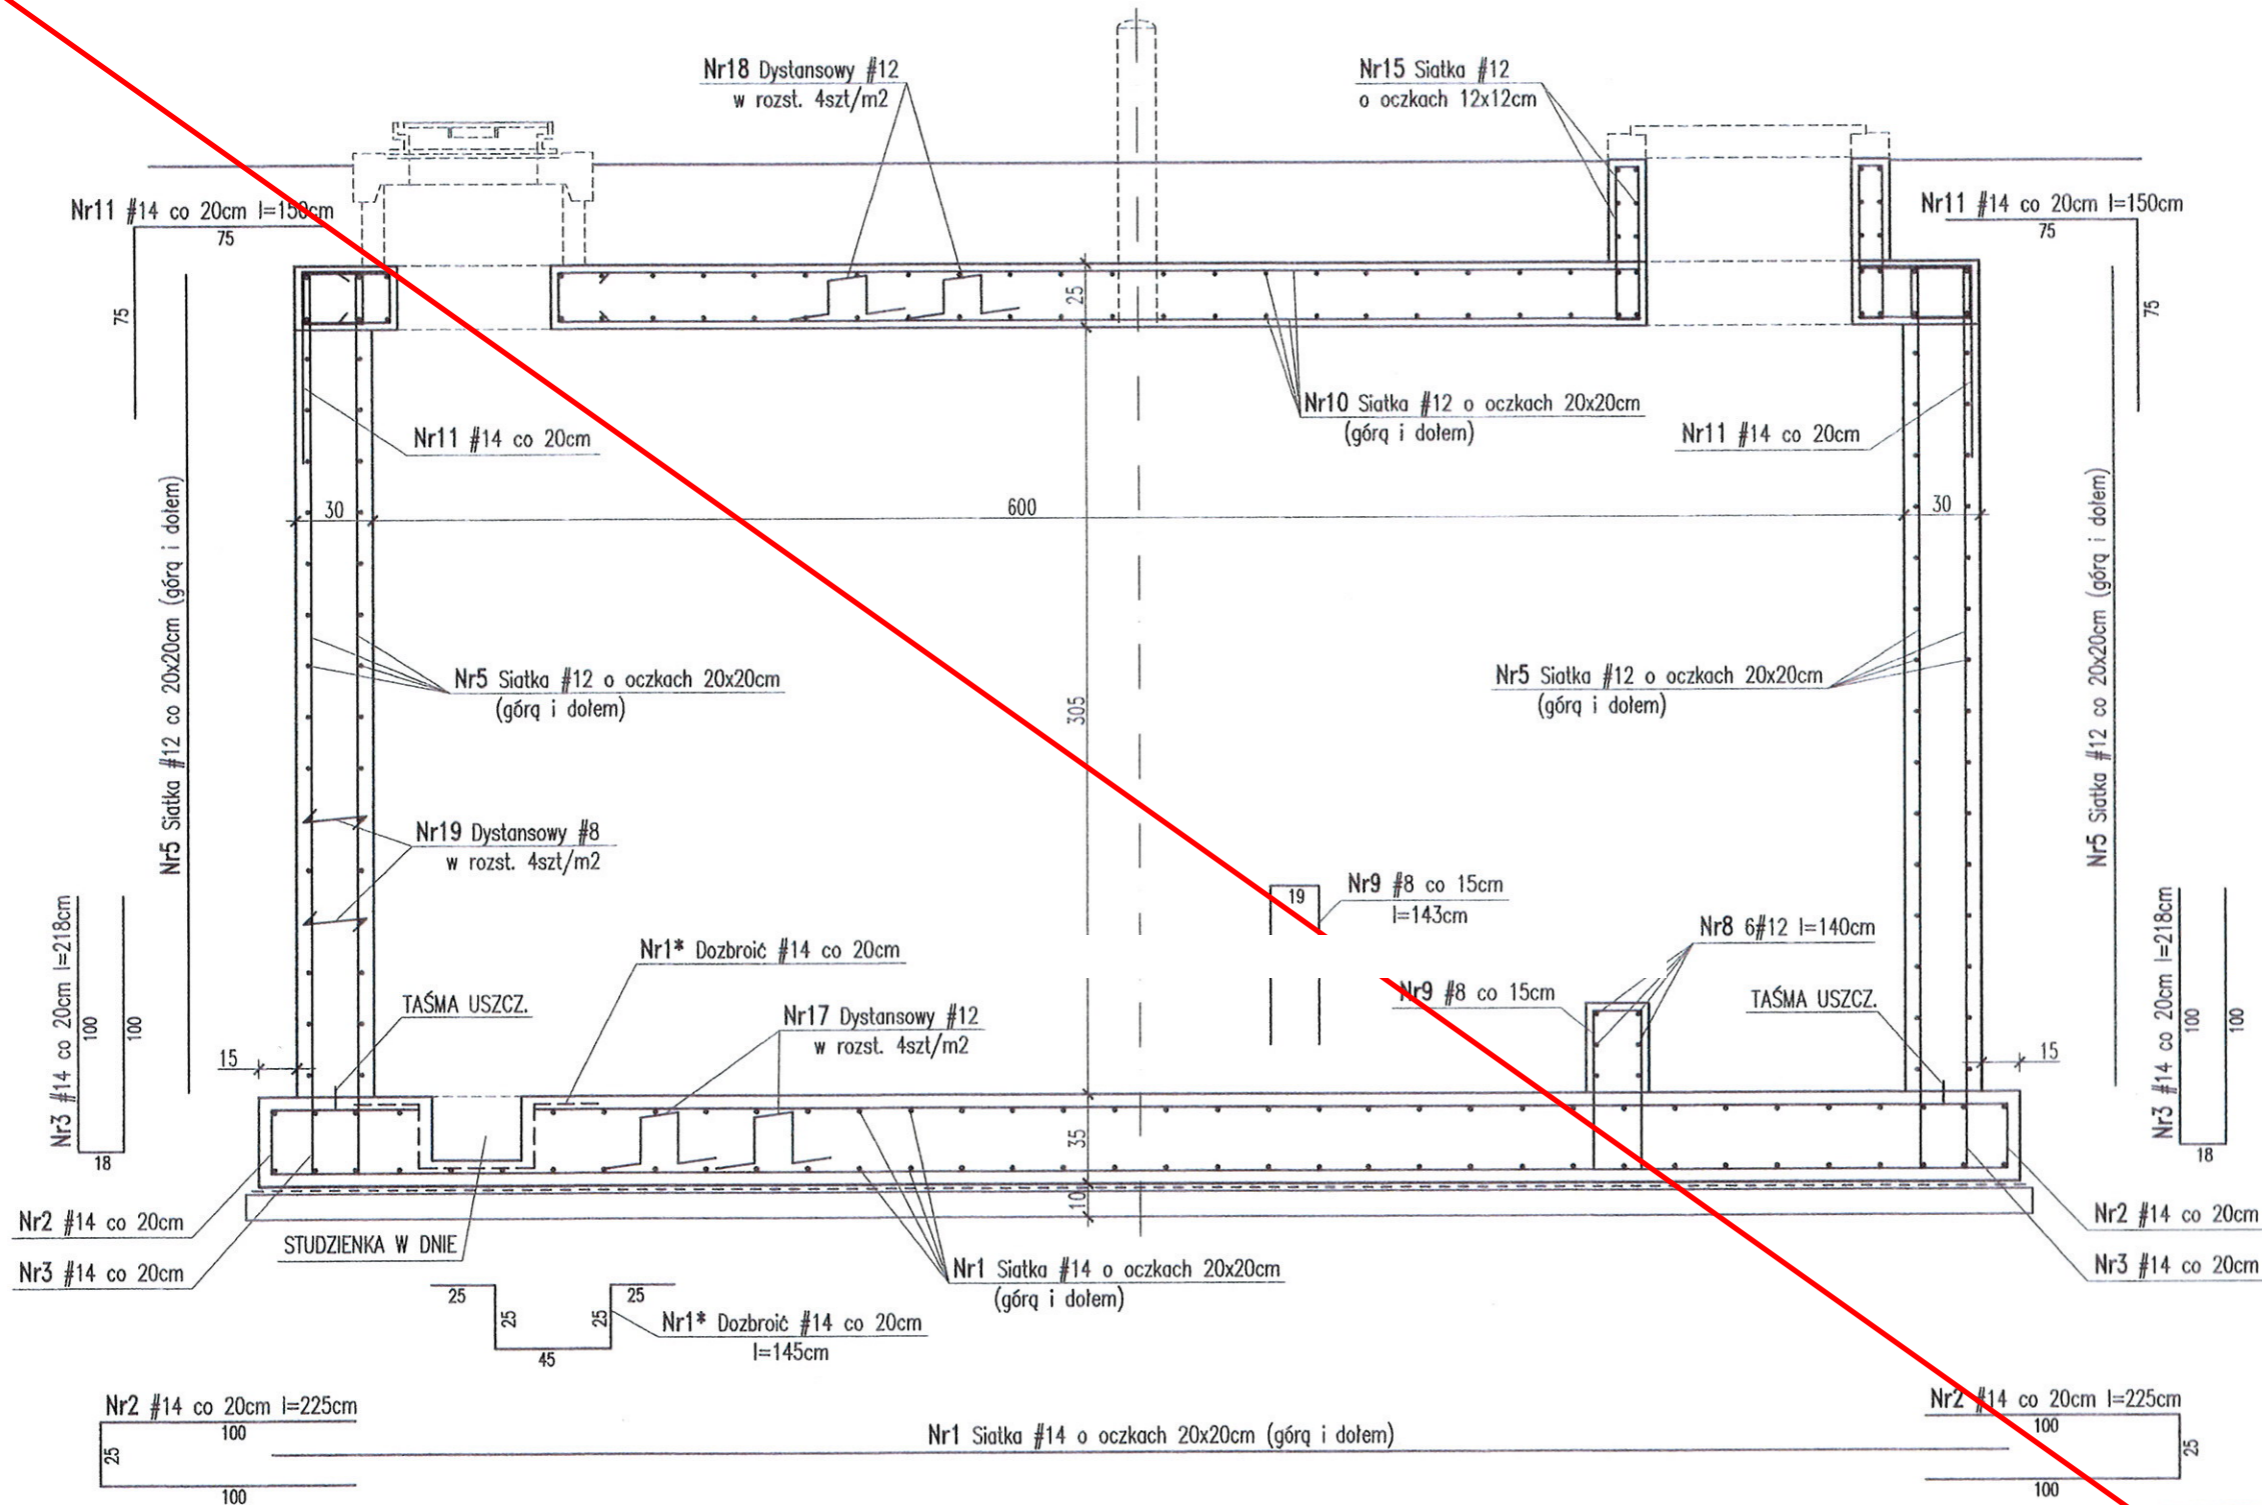 Nr18 Dystansowy #12
w rozst. 4szt/m2
Nr15 Siatka #12
o oczkach 12x12cm
Nr11 #14 co 20cm l=150cm
75
75
Nr11 #14 co 20cm l=150cm
75
75
25
Nr10 Siatka #12 o oczkach 20x20cm
(górą i dołem)
Nr11 #14 co 20cm
Nr11 #14 co 20cm
30
600
30
Nr5 Siatka #12 co 20x20cm (górą i dołem)
Nr5 Siatka #12 co 20x20cm (górą i dołem)
Nr5 Siatka #12 o oczkach 20x20cm
(górą i dołem)
Nr5 Siatka #12 o oczkach 20x20cm
(górą i dołem)
305
Nr19 Dystansowy #8
w rozst. 4szt/m2
19
Nr9 #8 co 15cm
l=143cm
Nr8 6#12 l=140cm
Nr1* Dozbroić #14 co 20cm
Nr9 #8 co 15cm
TAŚMA USZCZ.
TAŚMA USZCZ.
Nr17 Dystansowy #12
w rozst. 4szt/m2
Nr3 #14 co 20cm l=218cm
100
100
18
15
15
Nr3 #14 co 20cm l=218cm
100
100
18
35
10
Nr2 #14 co 20cm
Nr3 #14 co 20cm
STUDZIENKA W DNIE
Nr2 #14 co 20cm
Nr3 #14 co 20cm
Nr1 Siatka #14 o oczkach 20x20cm
(górą i dołem)
25
25
25
25
45
Nr1* Dozbroić #14 co 20cm
l=145cm
Nr2 #14 co 20cm l=225cm
100
25
100
Nr1 Siatka #14 o oczkach 20x20cm (górą i dołem)
Nr2 #14 co 20cm l=225cm
100
25
100